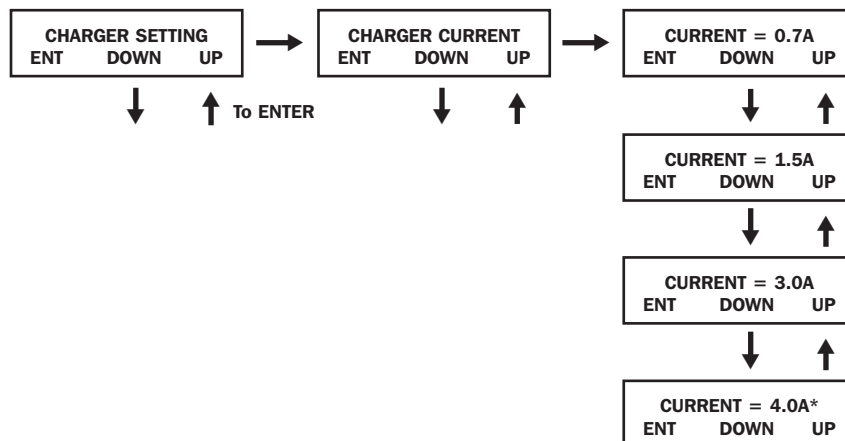 CHARGER SETTING
ENT DOWN UP
To ENTER
CHARGER CURRENT
ENT DOWN UP
CURRENT = 0.7A
ENT DOWN UP
CURRENT = 1.5A
ENT DOWN UP
CURRENT = 3.0A
ENT DOWN UP
CURRENT = 4.0A*
ENT DOWN UP